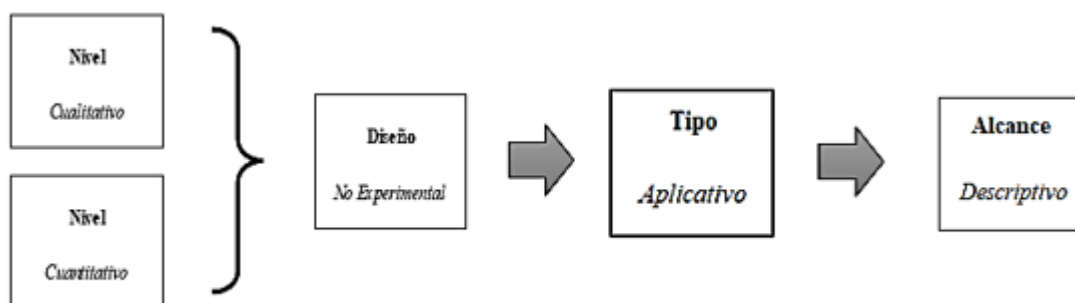 Nivel
Cualitativo
Nivel
Cuantitativo
Diseño
No Experimental
Tipo
Aplicativo
Alcance
Descriptivo